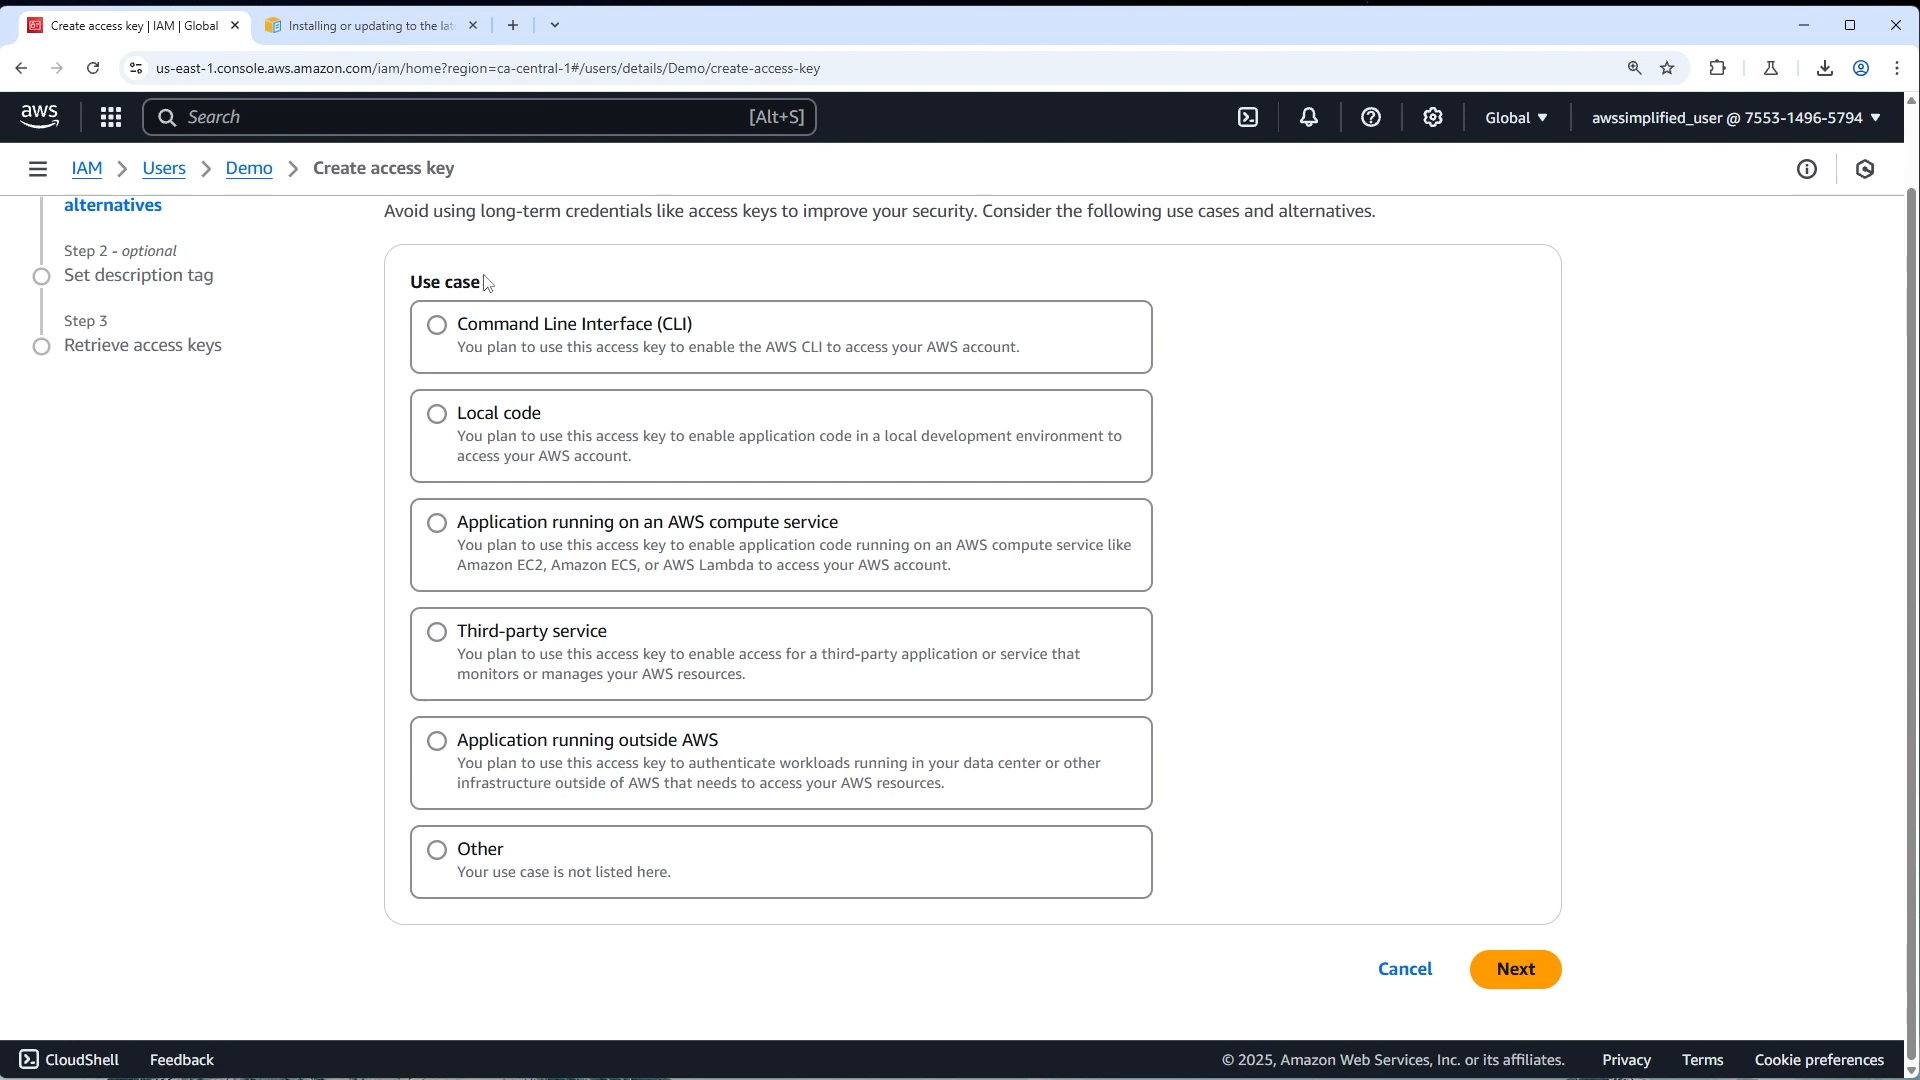 Create access key | IAM | Global
Installing or updating to the lat
us-east-1.console.aws.amazon.com/iam/home?region=ca-central-1#/users/details/Demo/create-access-key
aws
Search
[Alt+S]
Global
awssimplified_user @ 7553-1496-5794
IAM
Users
Demo
Create access key
alternatives
Step 2 - optional
Set description tag
Step 3
Retrieve access keys
Avoid using long-term credentials like access keys to improve your security. Consider the following use cases and alternatives.
Use case
Command Line Interface (CLI)
You plan to use this access key to enable the AWS CLI to access your AWS account.
Local code
You plan to use this access key to enable application code in a local development environment to
access your AWS account.
Application running on an AWS compute service
You plan to use this access key to enable application code running on an AWS compute service like
Amazon EC2, Amazon ECS, or AWS Lambda to access your AWS account.
Third-party service
You plan to use this access key to enable access for a third-party application or service that
monitors or manages your AWS resources.
Application running outside AWS
You plan to use this access key to authenticate workloads running in your data center or other
infrastructure outside of AWS that needs to access your AWS resources.
Other
Your use case is not listed here.
Cancel
Next
CloudShell
Feedback
© 2025, Amazon Web Services, Inc. or its affiliates.
Privacy
Terms
Cookie preferences